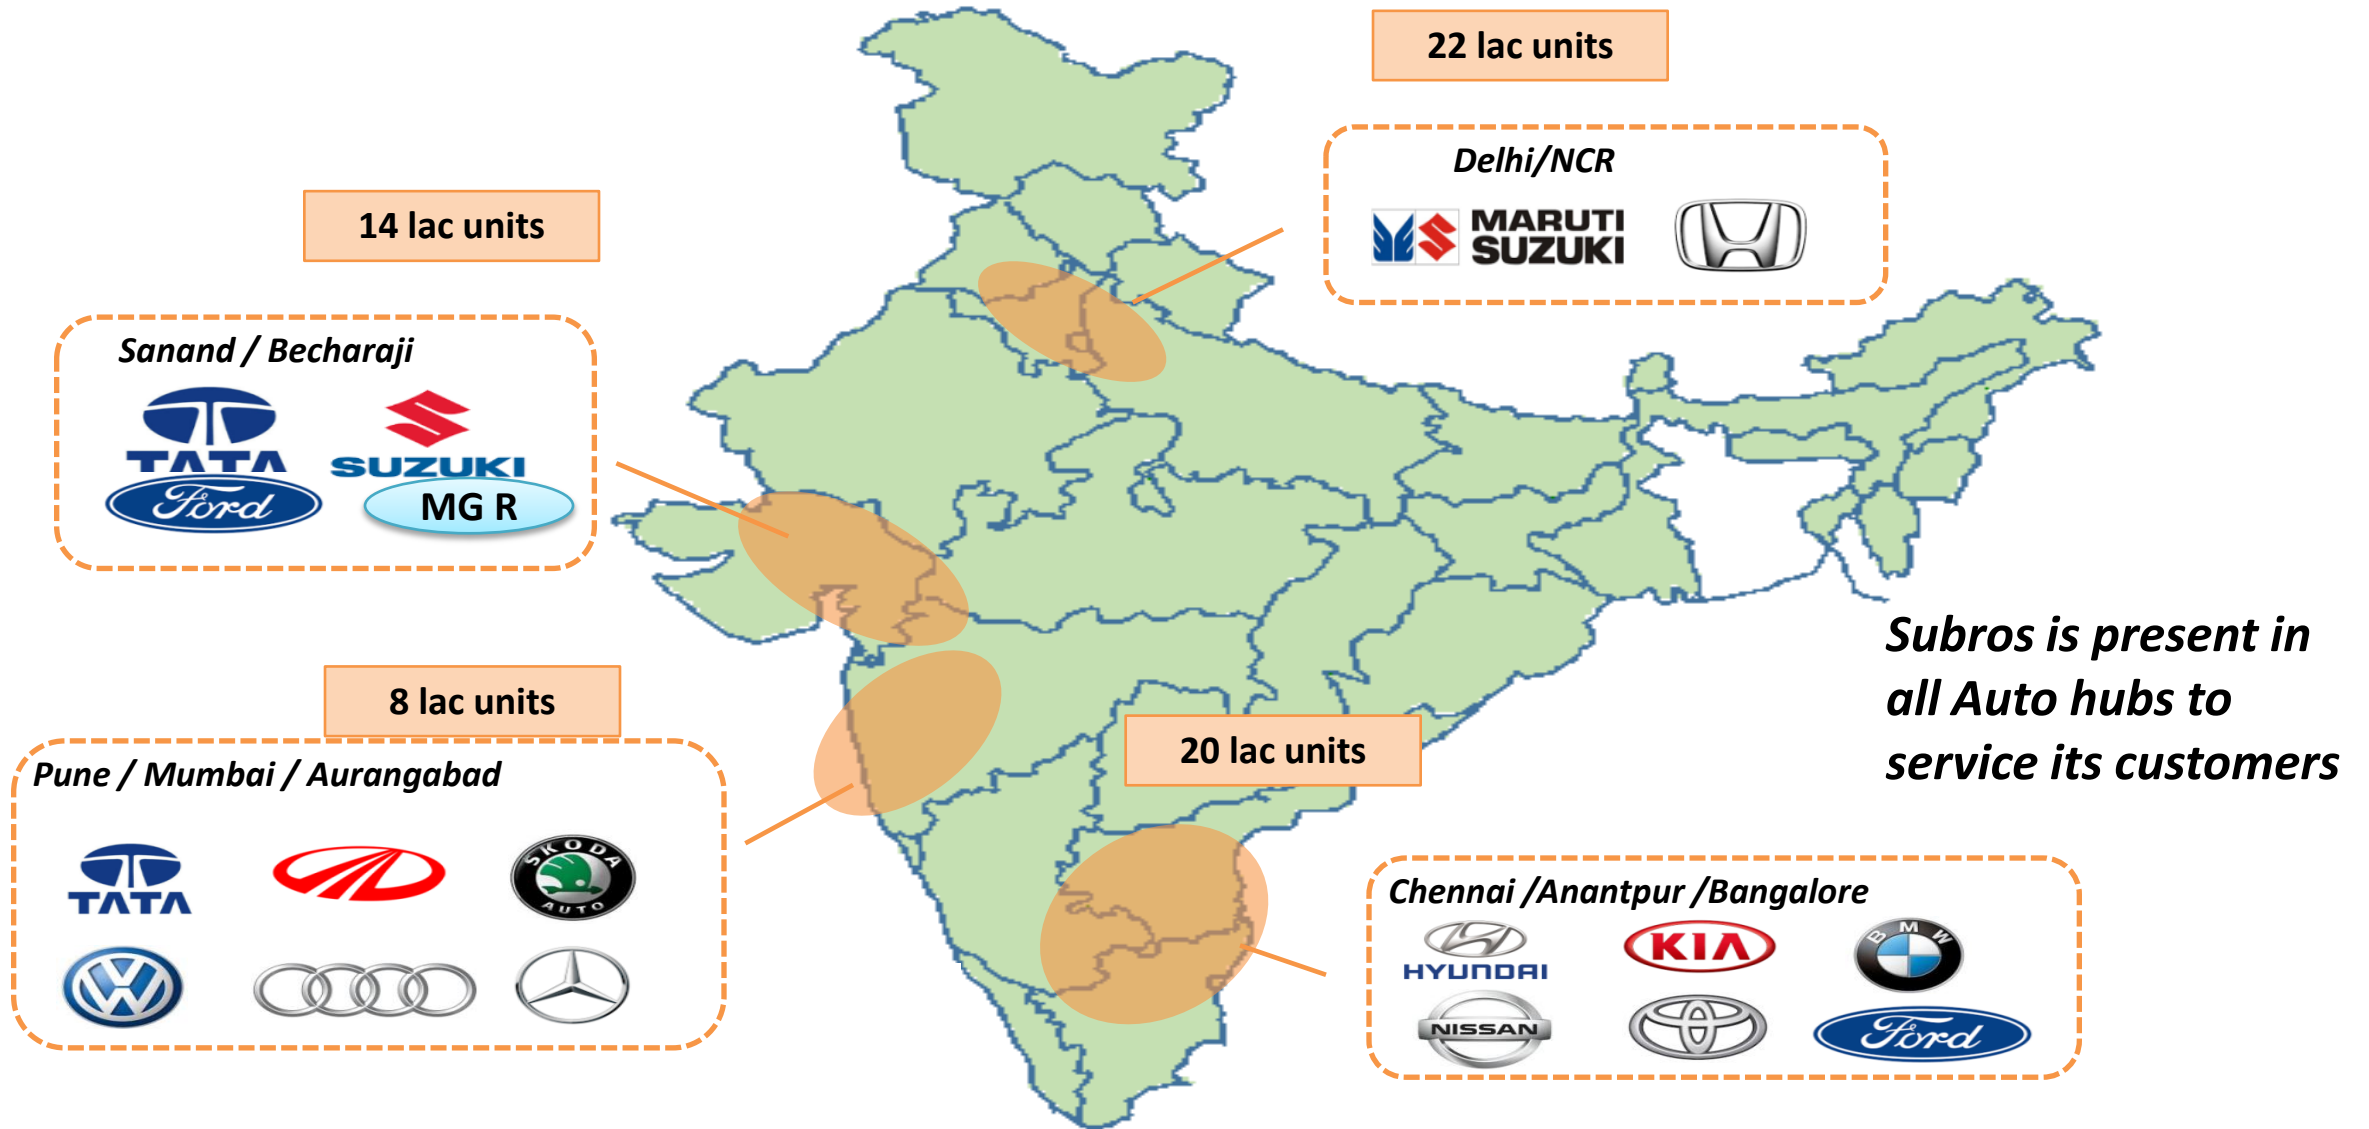 22 lac units
Delhi/NCR
MARUTI
SUZUKI
14 lac units
Sanand / Becharaji
TATA
SUZUKI
Ford
MG R
8 lac units
Pune / Mumbai / Aurangabad
TATA
SKODA
AUTO
20 lac units
Chennai /Anantpur /Bangalore
HYUNDAI
KIA
BMW
NISSAN
Ford
Subros is present in
all Auto hubs to
service its customers